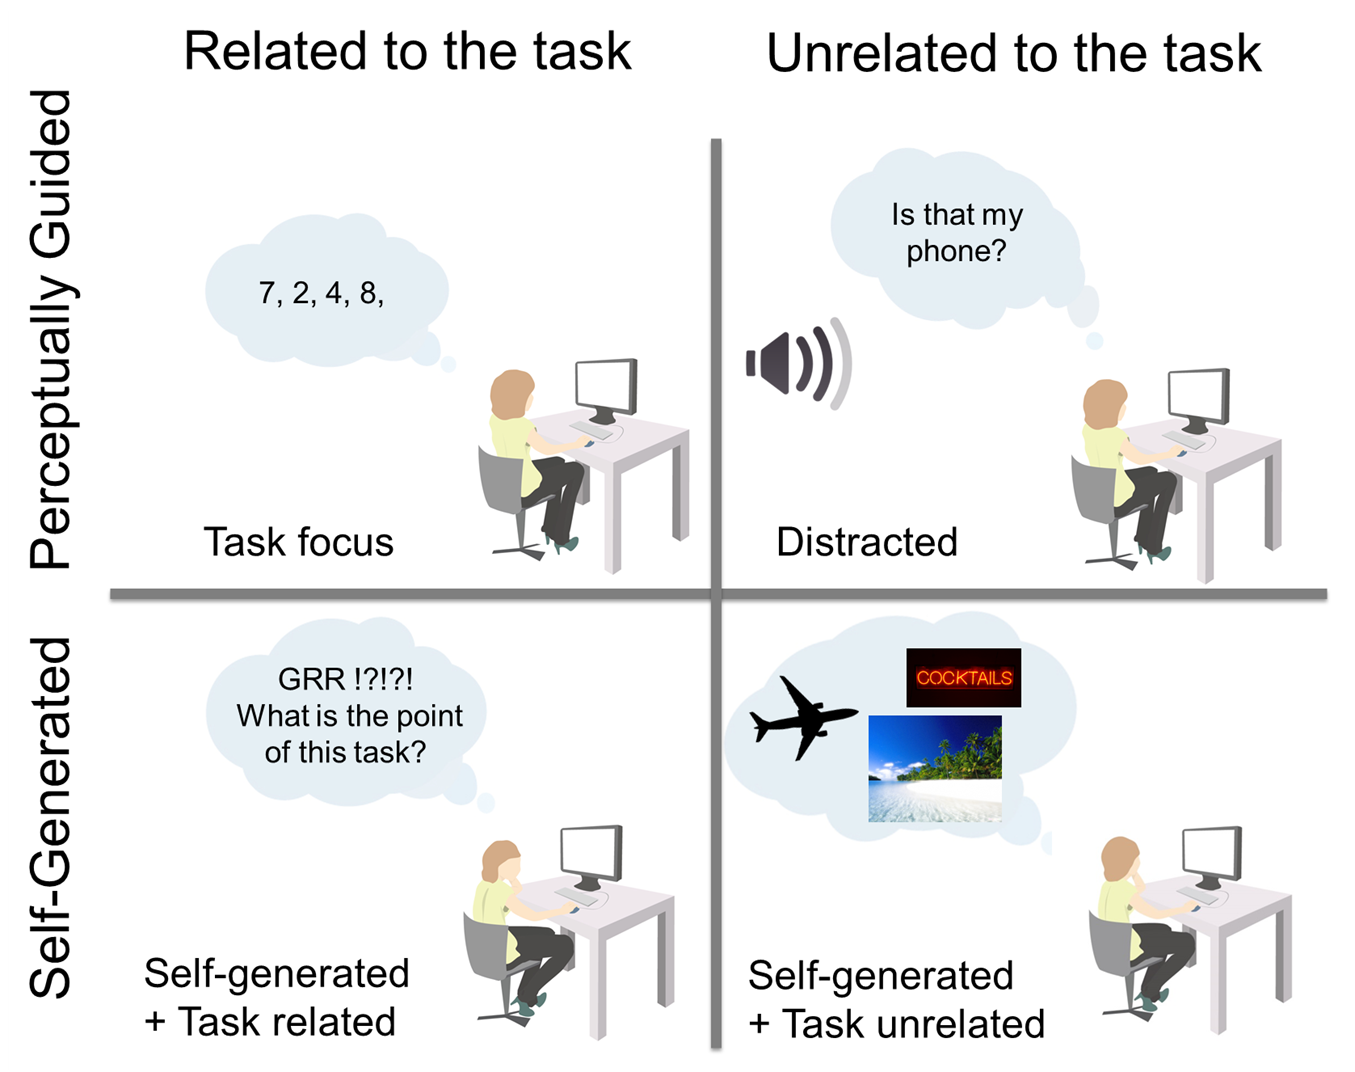 Related to the task
Unrelated to the task
Perceptually Guided
7, 2, 4, 8,
Task focus
Is that my
phone?
Distracted
Self-Generated
GRR !?!?!
What is the point
of this task?
Self-generated
+ Task related
COCKTAILS
Self-generated
+ Task unrelated